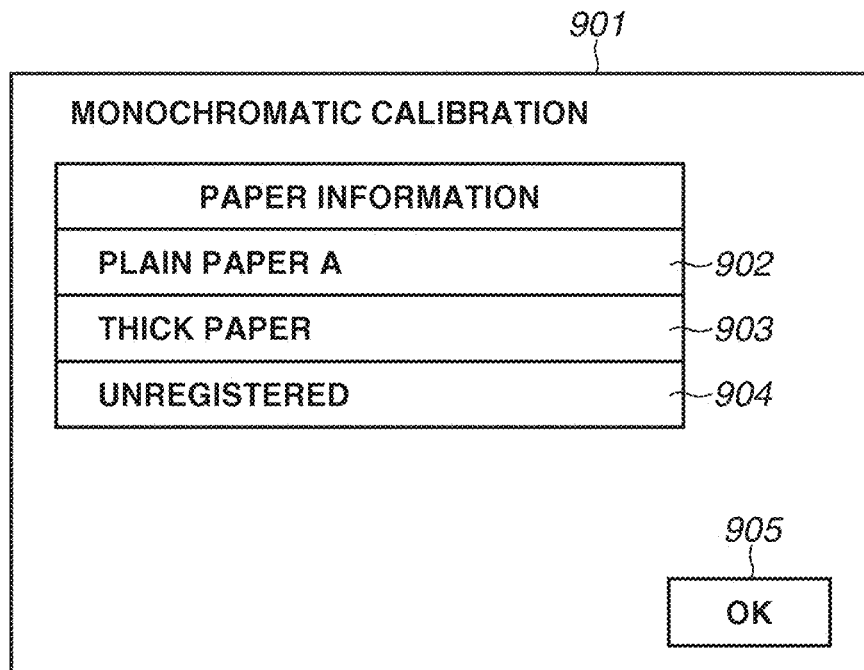 901
MONOCHROMATIC CALIBRATION
PAPER INFORMATION
PLAIN PAPER A
902
THICK PAPER
903
UNREGISTERED
904
905
OK